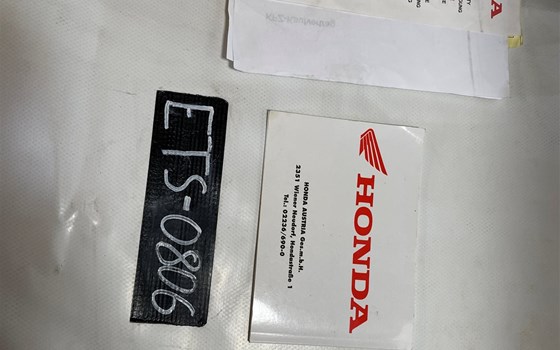 ETS-0806
HONDA
HONDA AUSTRIA Ges.m.b.H.
2351 Wiener Neudorf, Hondastraße 1
Tel.: 02236/690-0